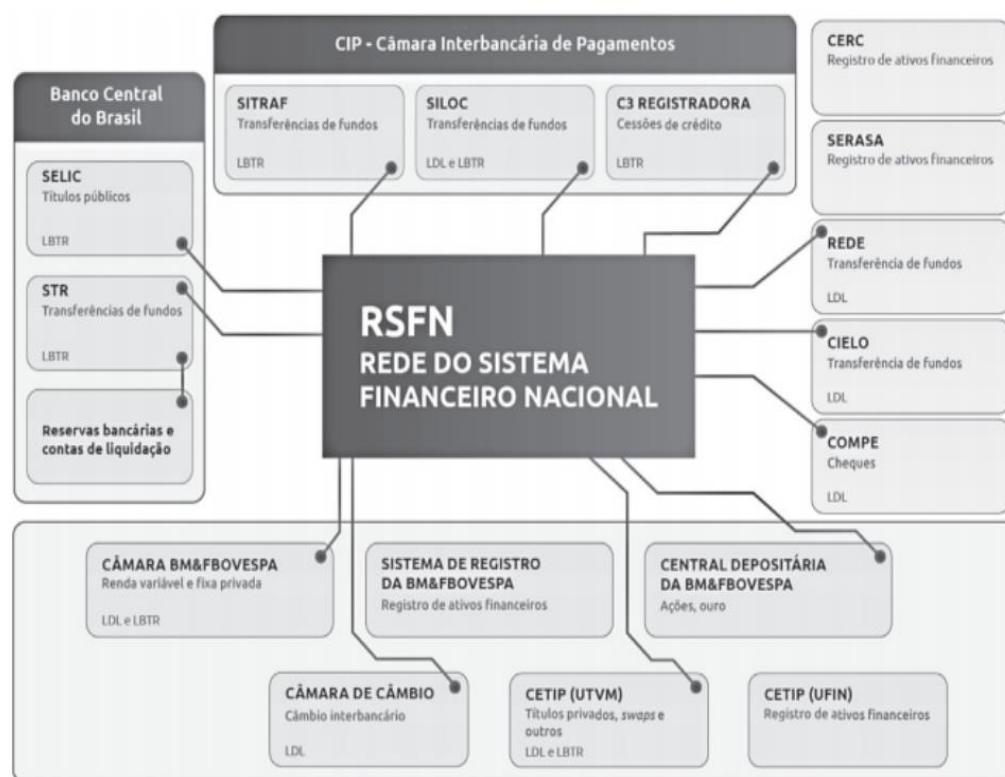 CIP - Câmara Interbancária de Pagamentos
SITRAF
Transferências de fundos
LBTR
SILOC
Transferências de fundos
LDL e LBTR
C3 REGISTRADORA
Cessões de crédito
LBTR
CERC
Registro de ativos financeiros
SERASA
Registro de ativos financeiros
REDE
Transferência de fundos
LDL
CIELO
Transferência de fundos
LDL
COMPE
Cheques
LDL
Banco Central
do Brasil
SELIC
Títulos públicos
LBTR
STR
Transferências de fundos
LBTR
Reservas bancárias e
contas de liquidação
RSFN
REDE DO SISTEMA
FINANCEIRO NACIONAL
CÂMARA BM&FBOVESPA
Renda variável e fixa privada
LDL e LBTR
SISTEMA DE REGISTRO
DA BM&FBOVESPA
Registro de ativos financeiros
CENTRAL DEPOSITÁRIA
DA BM&FBOVESPA
Ações, ouro
CÂMARA DE CÂMBIO
Câmbio interbancário
LDL
CETIP (UTVM)
Títulos privados, swaps e
outros
LDL e LBTR
CETIP (UFIN)
Registro de ativos financeiros